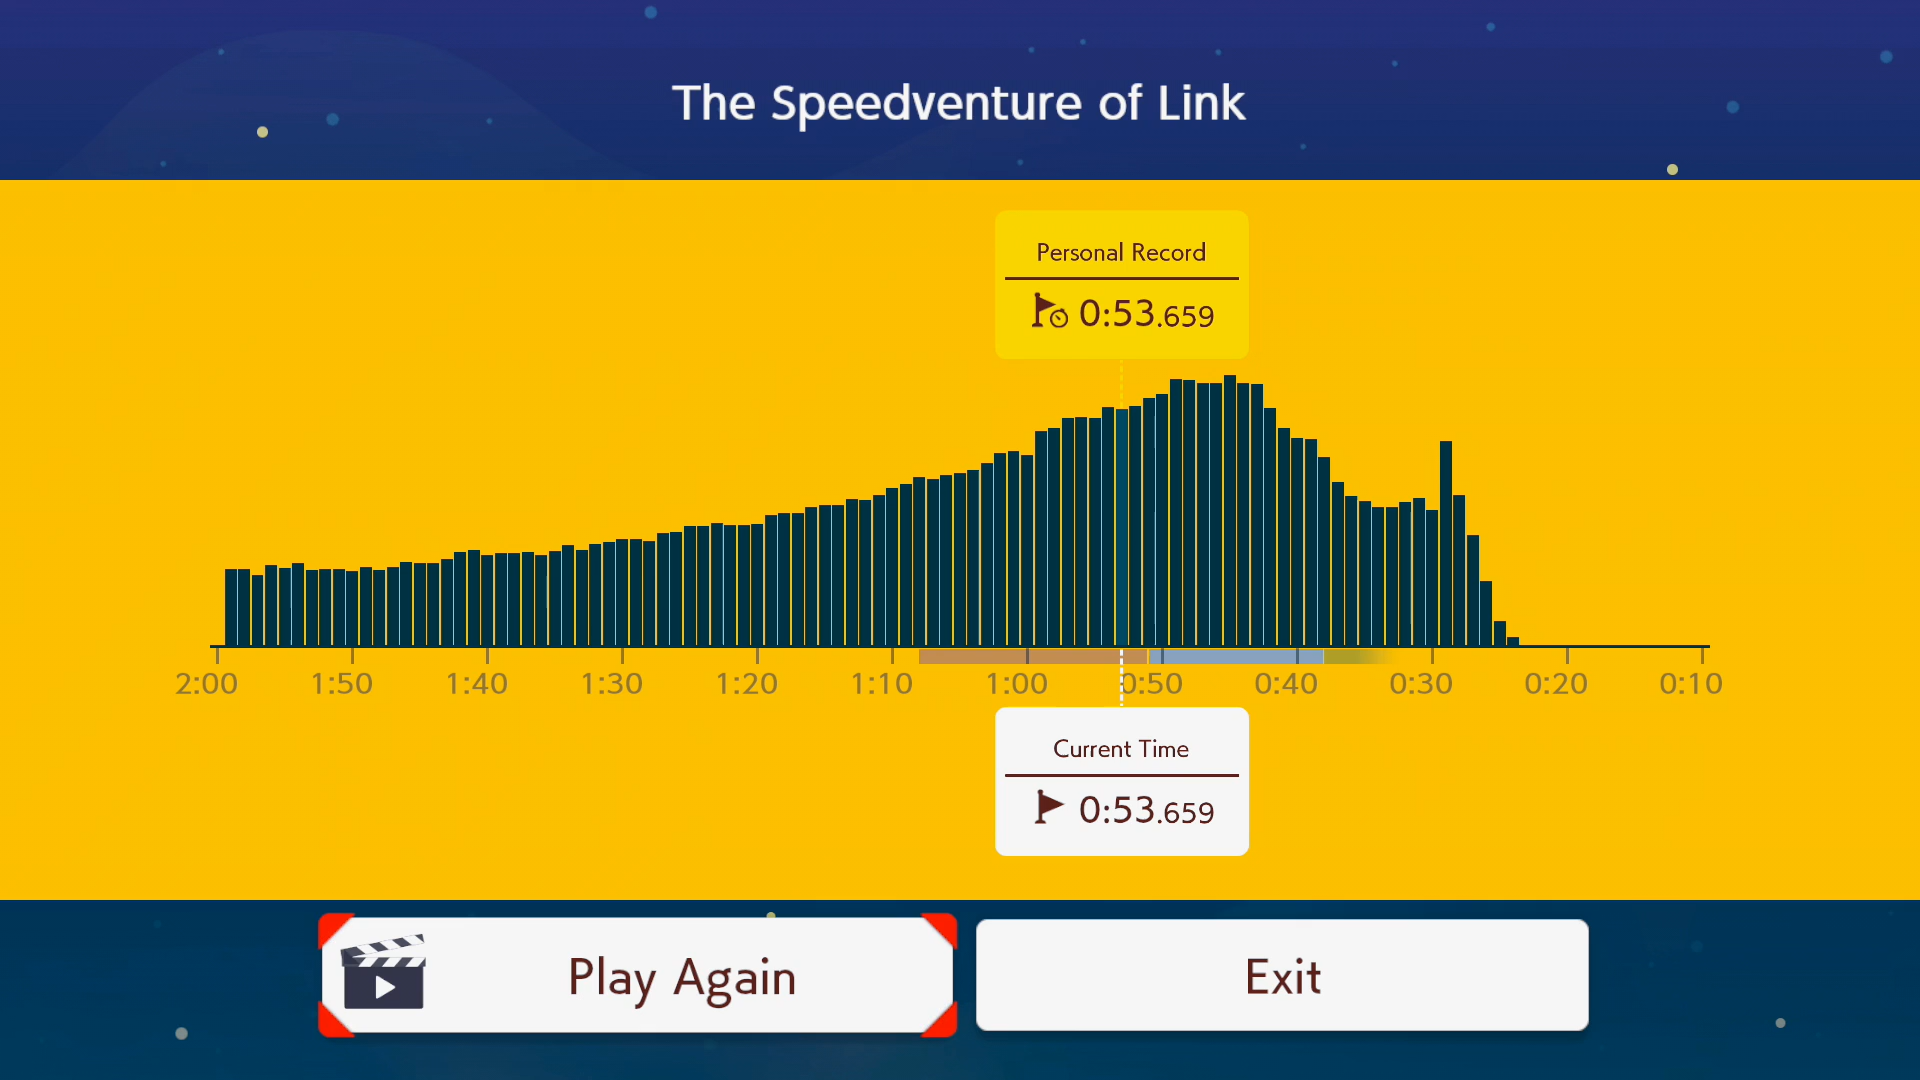 The Speedventure of Link
Personal Record
0:53.659
2:00 1:50 1:40 1:30 1:20 1:10 1:00 0:50 0:40 0:30 0:20 0:10
Current Time
0:53.659
Play Again
Exit